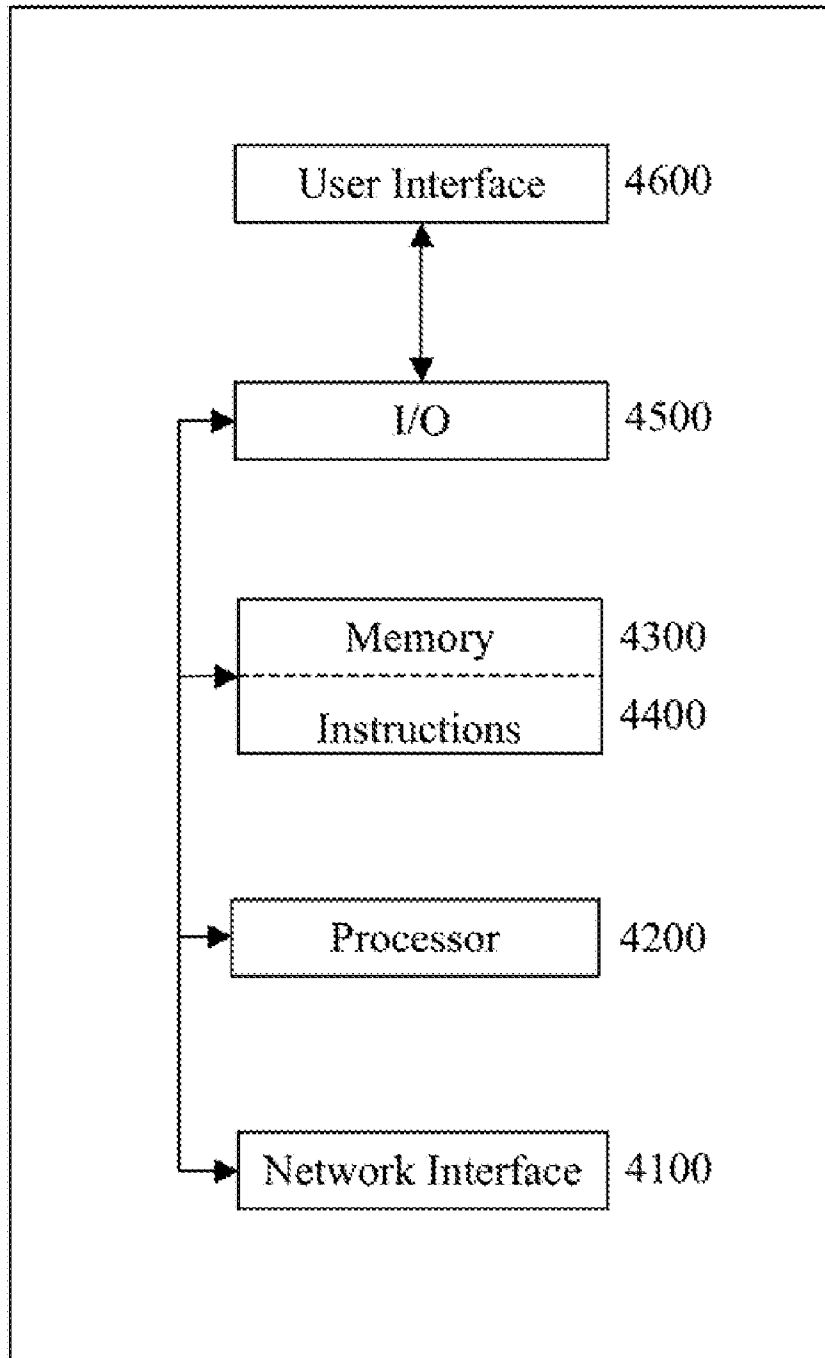 User Interface 4600
I/O 4500
Memory 4300
Instructions 4400
Processor 4200
Network Interface 4100